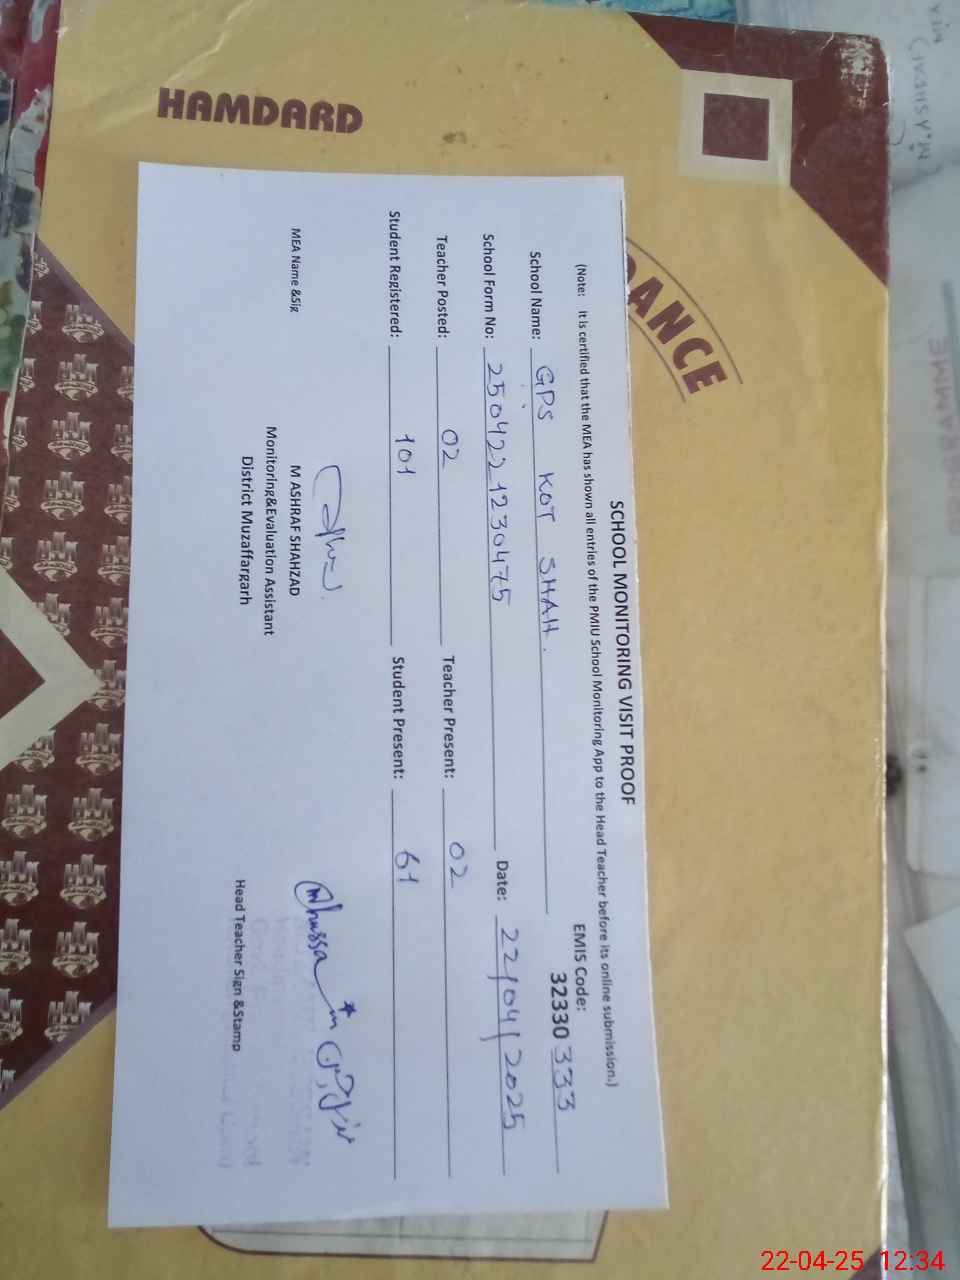 HAMDARD
SCHOOL MONITORING VISIT PROOF
(Note: It is certified that the MEA has shown all entries of the PMIU School Monitoring App to the Head Teacher before its online submission.)
EMIS Code:
School Name: GPS KOT SHAH. 32330 333
School Form No: 2504221230475 Date: 22/04/2025
Teacher Posted: 02 Teacher Present: 02
Student Registered: 101 Student Present: 61
MEA Name &Sig M ASHRAF SHAHZAD
Monitoring&Evaluation Assistant
District Muzaffargarh
Head Teacher Sign &Stamp
22-04-25 12:34